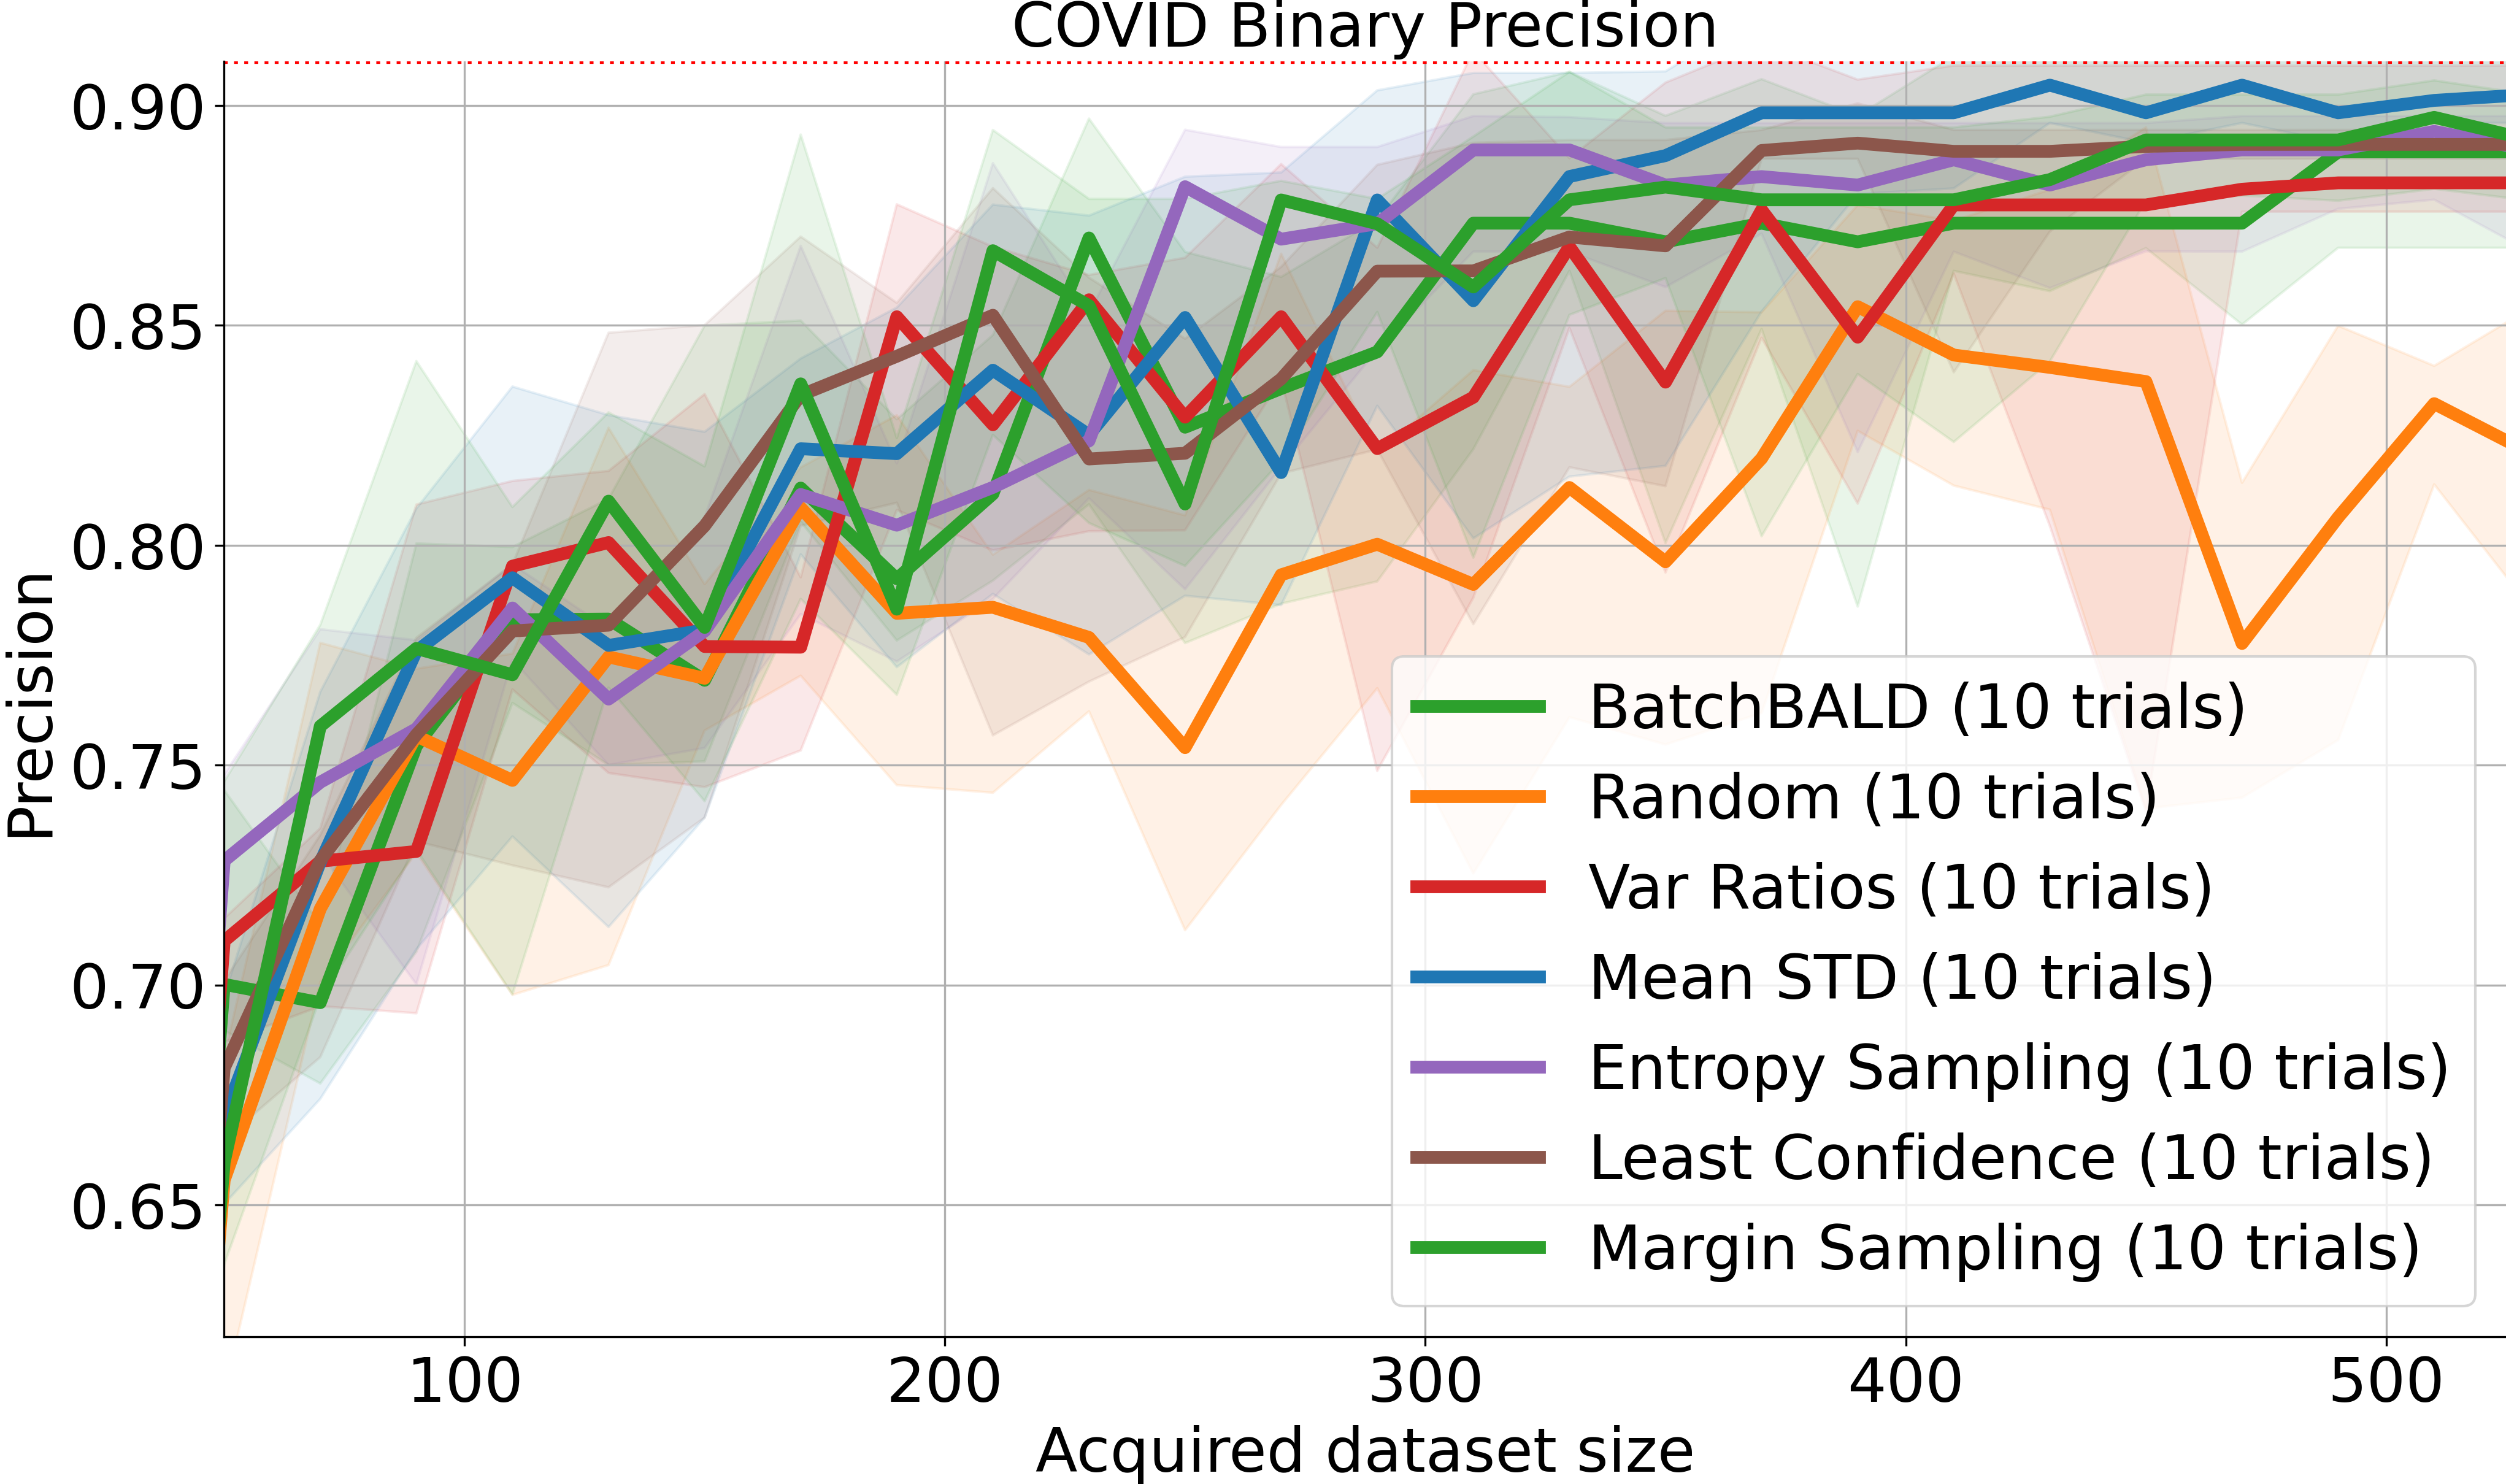 COVID Binary Precision
0.90
0.85
0.80
0.75
0.70
0.65
Precision
BatchBALD (10 trials)
Random (10 trials)
Var Ratios (10 trials)
Mean STD (10 trials)
Entropy Sampling (10 trials)
Least Confidence (10 trials)
Margin Sampling (10 trials)
100 200 300 400 500
Acquired dataset size